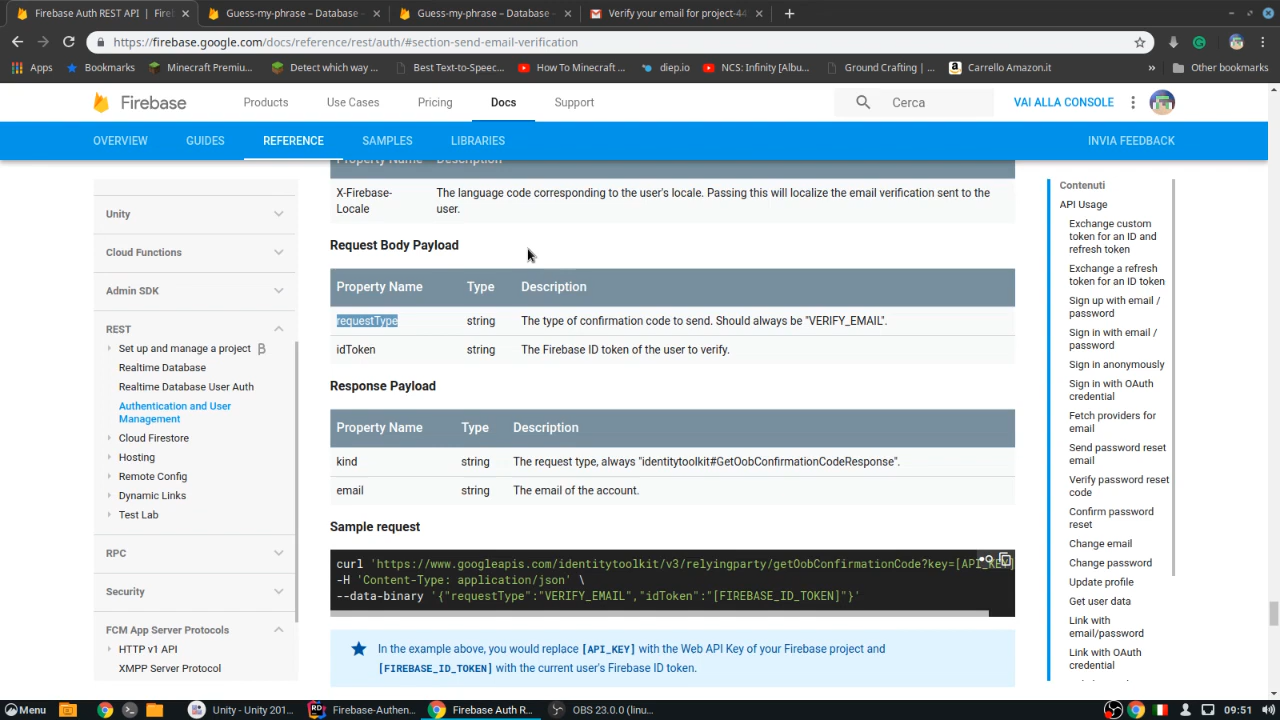 Firebase Auth REST API | Fire
Guess-my-phrase – Database –
Guess-my-phrase – Database –
Verify your email for project-44
https://firebase.google.com/docs/reference/rest/auth/#section-send-email-verification
Apps
Bookmarks
Minecraft Premiu...
Detect which way ...
Best Text-to-Speec...
How To Minecraft ...
diep.io
NCS: Infinity [Albu...
Ground Crafting | ...
Carrello Amazon.it
»
Other bookmarks
Firebase
Products
Use Cases
Pricing
Docs
Support
Cerca
VAI ALLA CONSOLE
OVERVIEW
GUIDES
REFERENCE
SAMPLES
LIBRARIES
INVIA FEEDBACK
Unity
Cloud Functions
Admin SDK
REST
Set up and manage a project β
Realtime Database
Realtime Database User Auth
Authentication and User
Management
Cloud Firestore
Hosting
Remote Config
Dynamic Links
Test Lab
RPC
Security
FCM App Server Protocols
HTTP v1 API
XMPP Server Protocol
Property Name Description
X-Firebase-
Locale
The language code corresponding to the user's locale. Passing this will localize the email verification sent to the
user.
Request Body Payload
Property Name Type Description
requestType string The type of confirmation code to send. Should always be "VERIFY_EMAIL".
idToken string The Firebase ID token of the user to verify.
Response Payload
Property Name Type Description
kind string The request type, always "identitytoolkit#GetOobConfirmationCodeResponse".
email string The email of the account.
Sample request
curl 'https://www.googleapis.com/identitytoolkit/v3/relyingparty/getOobConfirmationCode?key=[API_KEY]
-H 'Content-Type: application/json' \
--data-binary '{"requestType":"VERIFY_EMAIL","idToken":"[FIREBASE_ID_TOKEN]"}'
In the example above, you would replace [API_KEY] with the Web API Key of your Firebase project and
[FIREBASE_ID_TOKEN] with the current user's Firebase ID token.
Contenuti
API Usage
Exchange custom
token for an ID and
refresh token
Exchange a refresh
token for an ID token
Sign up with email /
password
Sign in with email /
password
Sign in anonymously
Sign in with OAuth
credential
Fetch providers for
email
Send password reset
email
Verify password reset
code
Confirm password
reset
Change email
Change password
Update profile
Get user data
Link with
email/password
Link with OAuth
credential
Menu
Unity - Unity 201...
Firebase-Authen...
Firebase Auth R...
OBS 23.0.0 (linu...
09:51